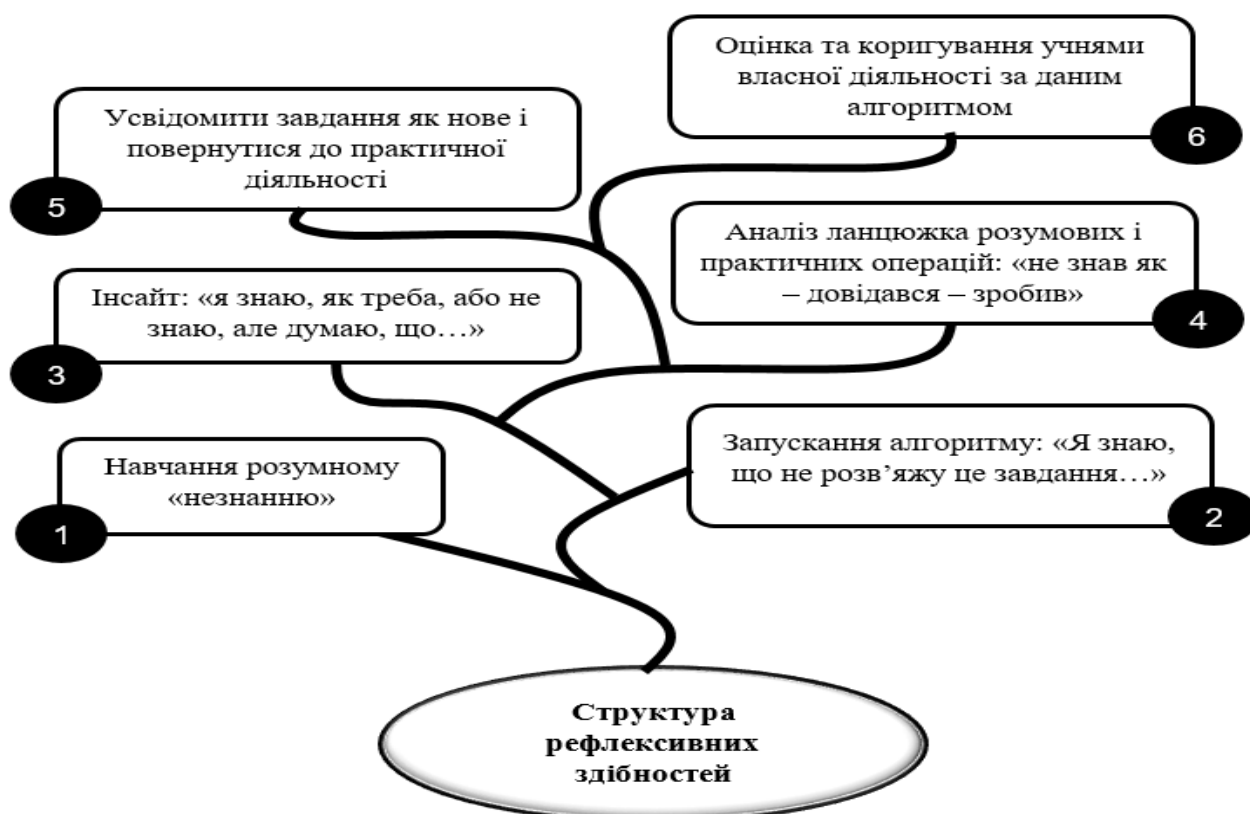 Оцінка та коригування учнями
власної діяльності за даним
алгоритмом
6
Усвідомити завдання як нове і
повернутися до практичної
діяльності
5
Аналіз ланцюжка розумових і
практичних операцій: «не знав як
– довідався – зробив»
4
Інсайт: «я знаю, як треба, або не
знаю, але думаю, що…»
3
Запускання алгоритму: «Я знаю,
що не розв’яжу це завдання…»
2
Навчання розумному
«незнанню»
1
Структура
рефлексивних
здібностей